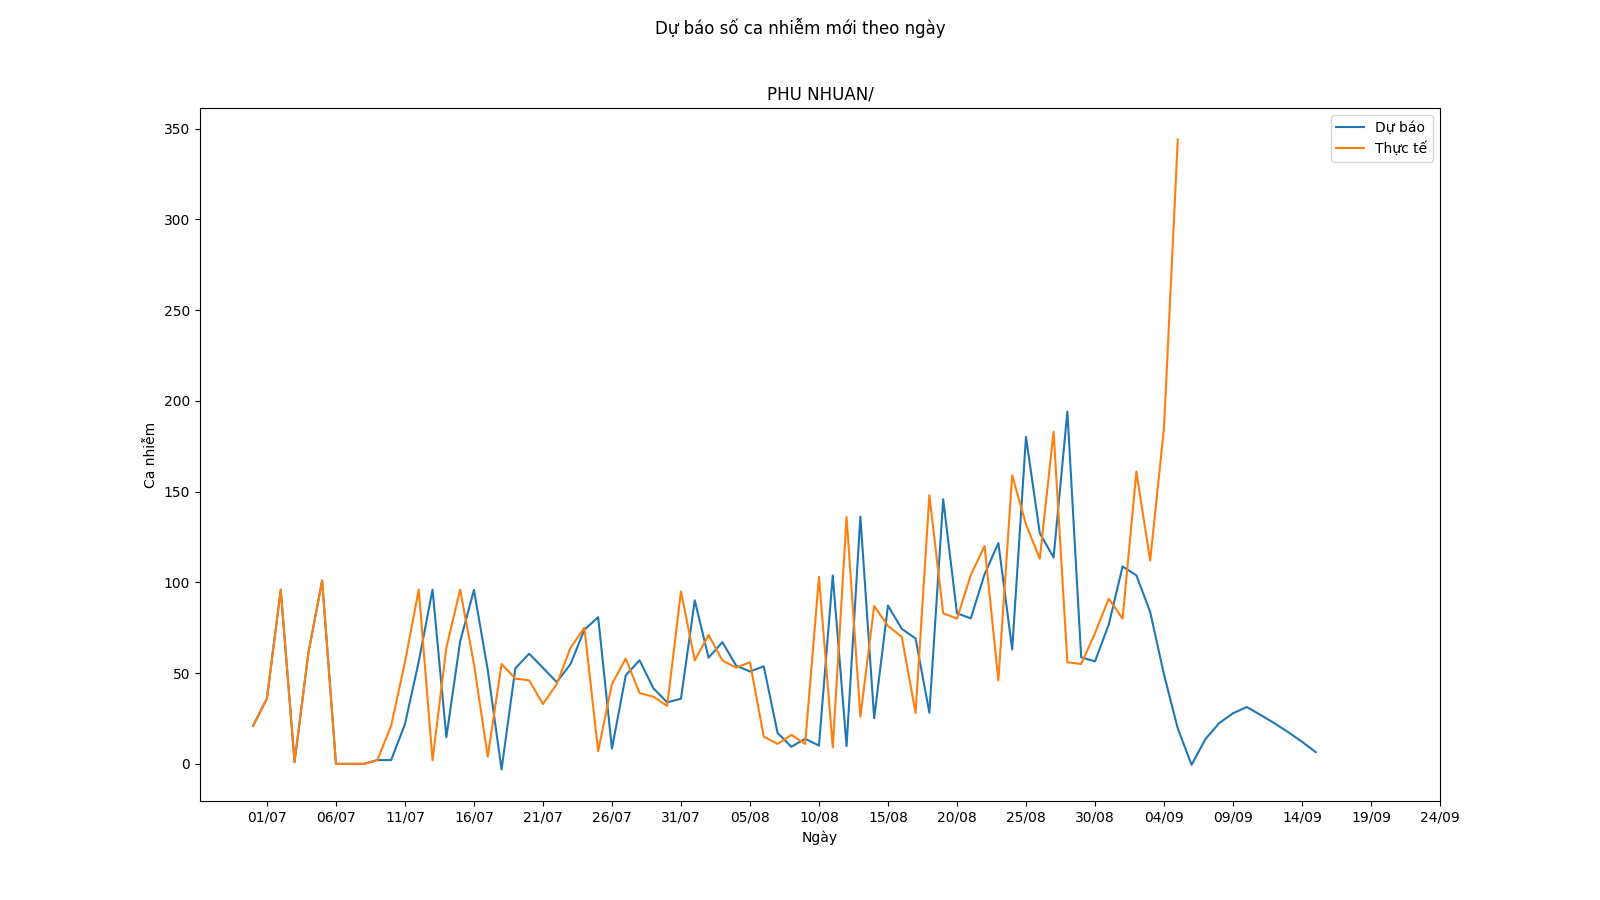 Dự báo số ca nhiễm mới theo ngày
PHU NHUAN/
Dự báo
Thực tế
350
300
250
200
150
100
50
0
Ca nhiễm
01/07 06/07 11/07 16/07 21/07 26/07 31/07 05/08 10/08 15/08 20/08 25/08 30/08 04/09 09/09 14/09 19/09 24/09
Ngày